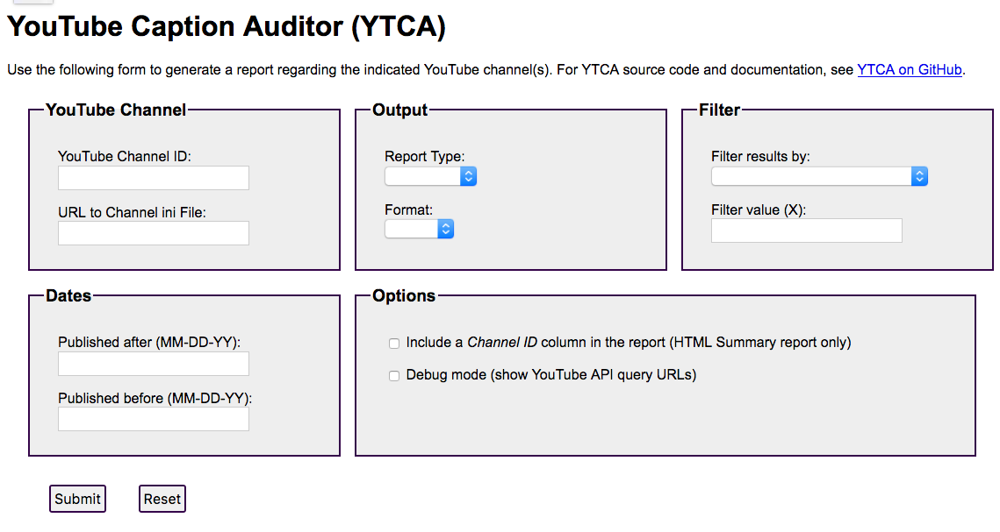 YouTube Caption Auditor (YTCA)
Use the following form to generate a report regarding the indicated YouTube channel(s). For YTCA source code and documentation, see YTCA on GitHub.
YouTube Channel
YouTube Channel ID:
URL to Channel ini File:
Output
Report Type:
Format:
Filter
Filter results by:
Filter value (X):
Dates
Published after (MM-DD-YY):
Published before (MM-DD-YY):
Options
Include a Channel ID column in the report (HTML Summary report only)
Debug mode (show YouTube API query URLs)
Submit
Reset